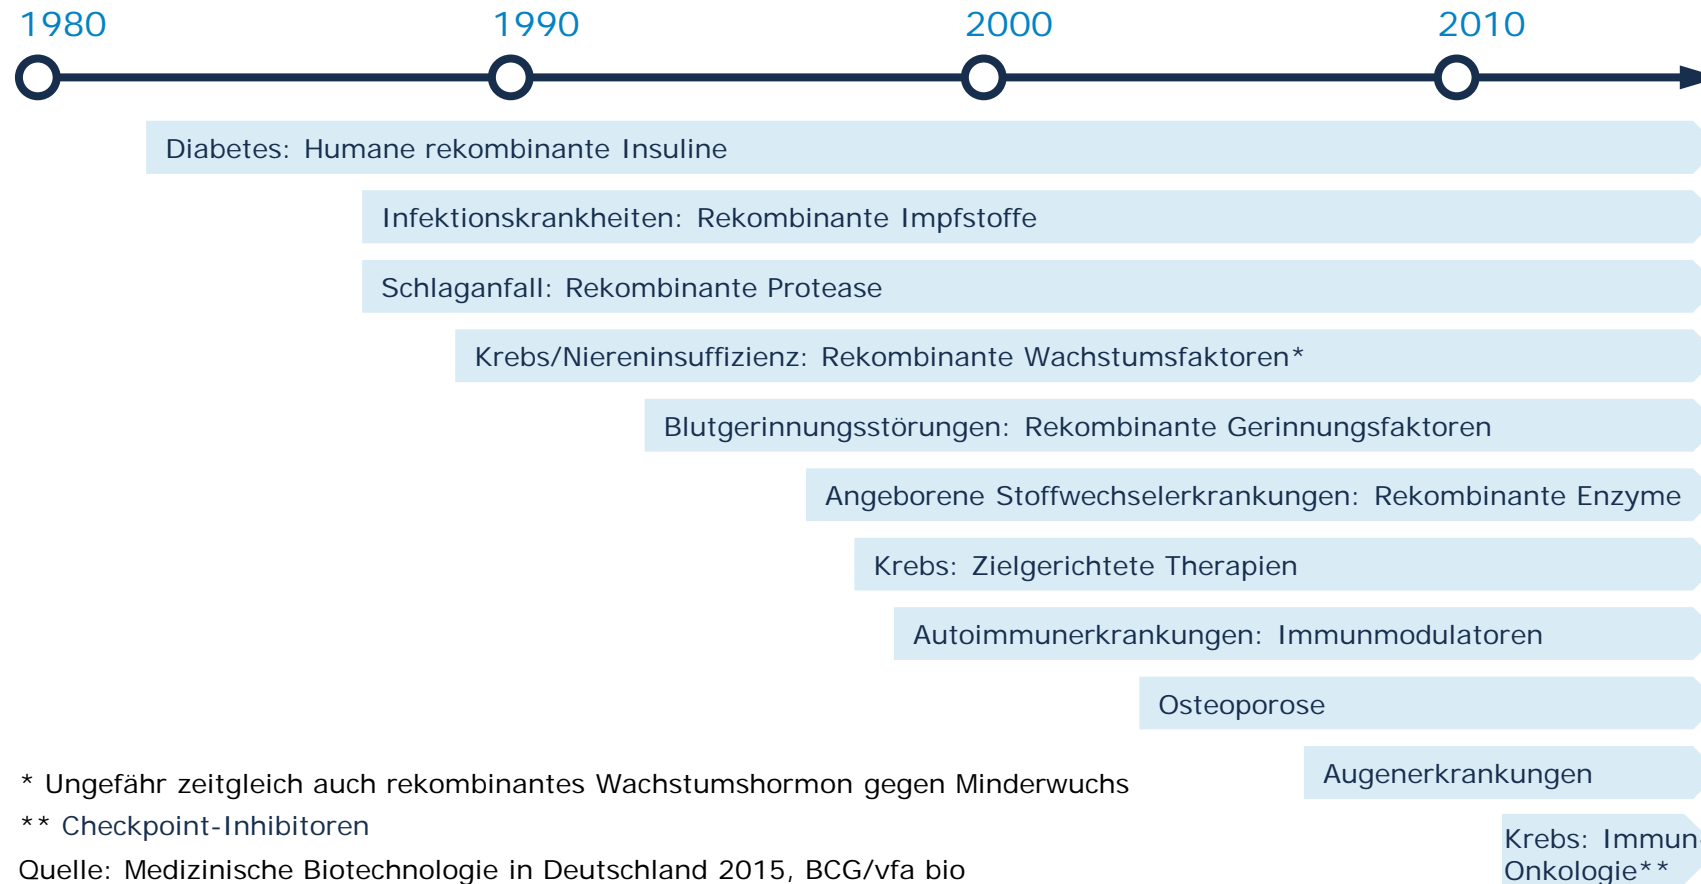 1980 1990 2000 2010
Diabetes: Humane rekombinante Insuline
Infektionskrankheiten: Rekombinante Impfstoffe
Schlaganfall: Rekombinante Protease
Krebs/Niereninsuffizienz: Rekombinante Wachstumsfaktoren*
Blutgerinnungsstörungen: Rekombinante Gerinnungsfaktoren
Angeborene Stoffwechselerkrankungen: Rekombinante Enzyme
Krebs: Zielgerichtete Therapien
Autoimmunerkrankungen: Immunmodulatoren
Osteoporose
Augenerkrankungen
Krebs: Immun
Onkologie**
* Ungefähr zeitgleich auch rekombinantes Wachstumshormon gegen Minderwuchs
** Checkpoint-Inhibitoren
Quelle: Medizinische Biotechnologie in Deutschland 2015, BCG/vfa bio